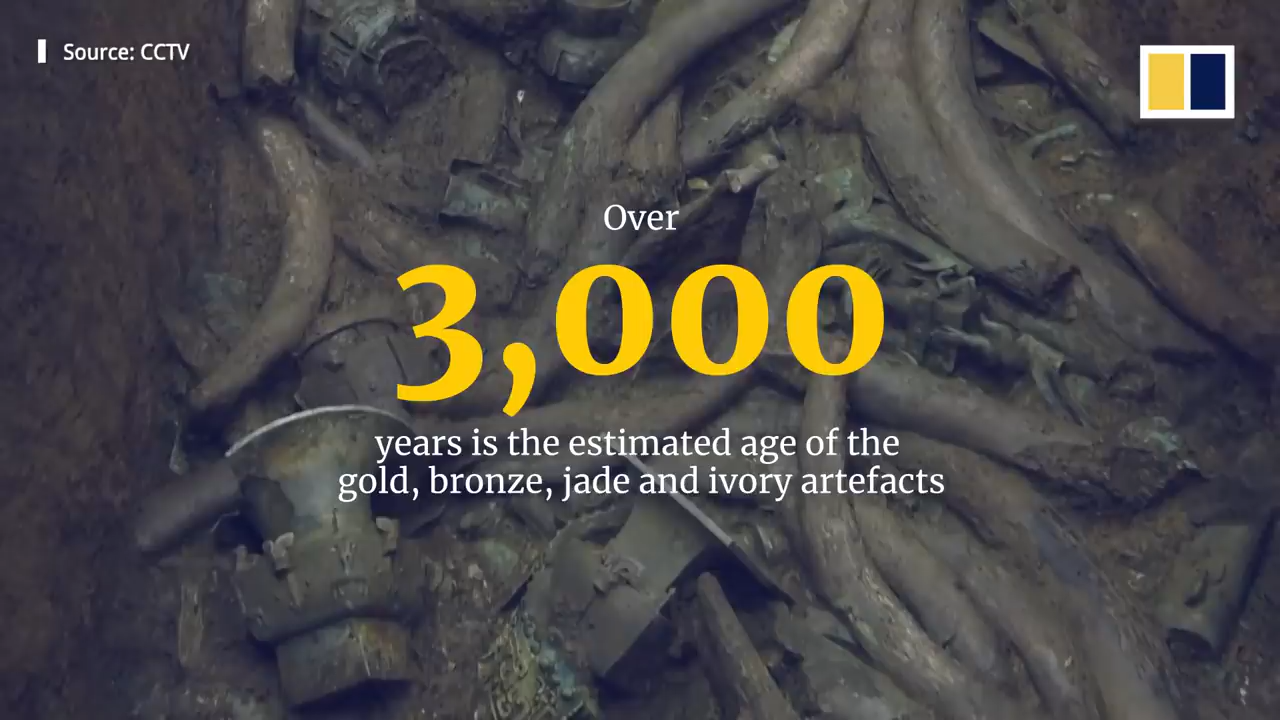 Source: CCTV
Over
3,000
years is the estimated age of the
gold, bronze, jade and ivory artefacts